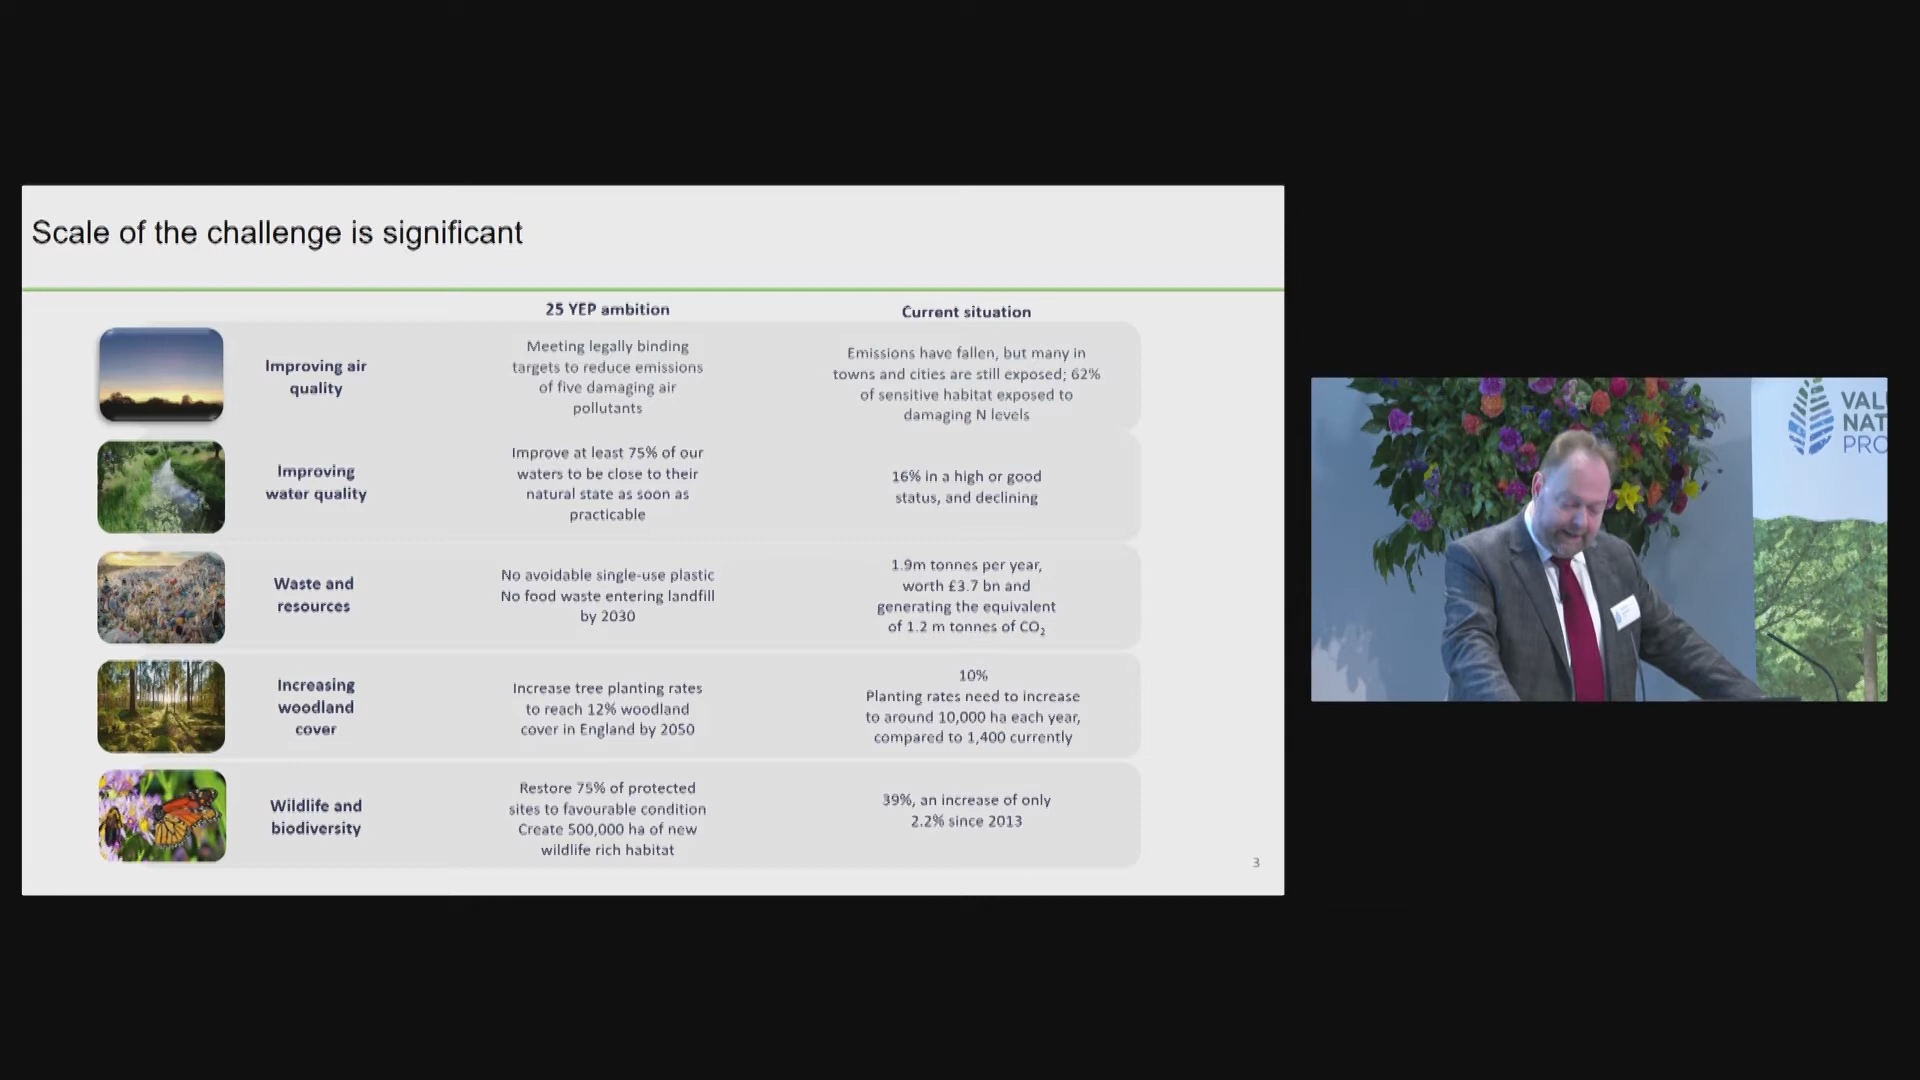 Scale of the challenge is significant
25 YEP ambition
Current situation
Improving air
quality
Meeting legally binding
targets to reduce emissions
of five damaging air
pollutants
Emissions have fallen, but many in
towns and cities are still exposed; 62%
of sensitive habitat exposed to
damaging N levels
Improving
water quality
Improve at least 75% of our
waters to be close to their
natural state as soon as
practicable
16% in a high or good
status, and declining
Waste and
resources
No avoidable single-use plastic
No food waste entering landfill
by 2030
1.9m tonnes per year,
worth £3.7 bn and
generating the equivalent
of 1.2 m tonnes of CO₂
Increasing
woodland
cover
Increase tree planting rates
to reach 12% woodland
cover in England by 2050
10%
Planting rates need to increase
to around 10,000 ha each year,
compared to 1,400 currently
Wildlife and
biodiversity
Restore 75% of protected
sites to favourable condition
Create 500,000 ha of new
wildlife rich habitat
39%, an increase of only
2.2% since 2013
3
VAL
NAT
PRO